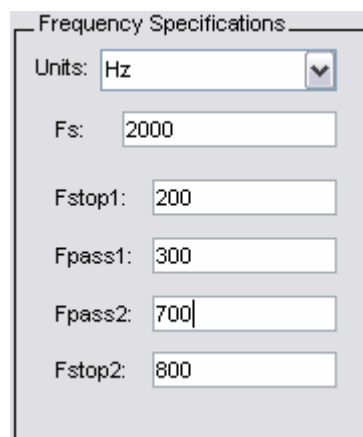 Frequency Specifications
Units: Hz
Fs: 2000
Fstop1: 200
Fpass1: 300
Fpass2: 700
Fstop2: 800